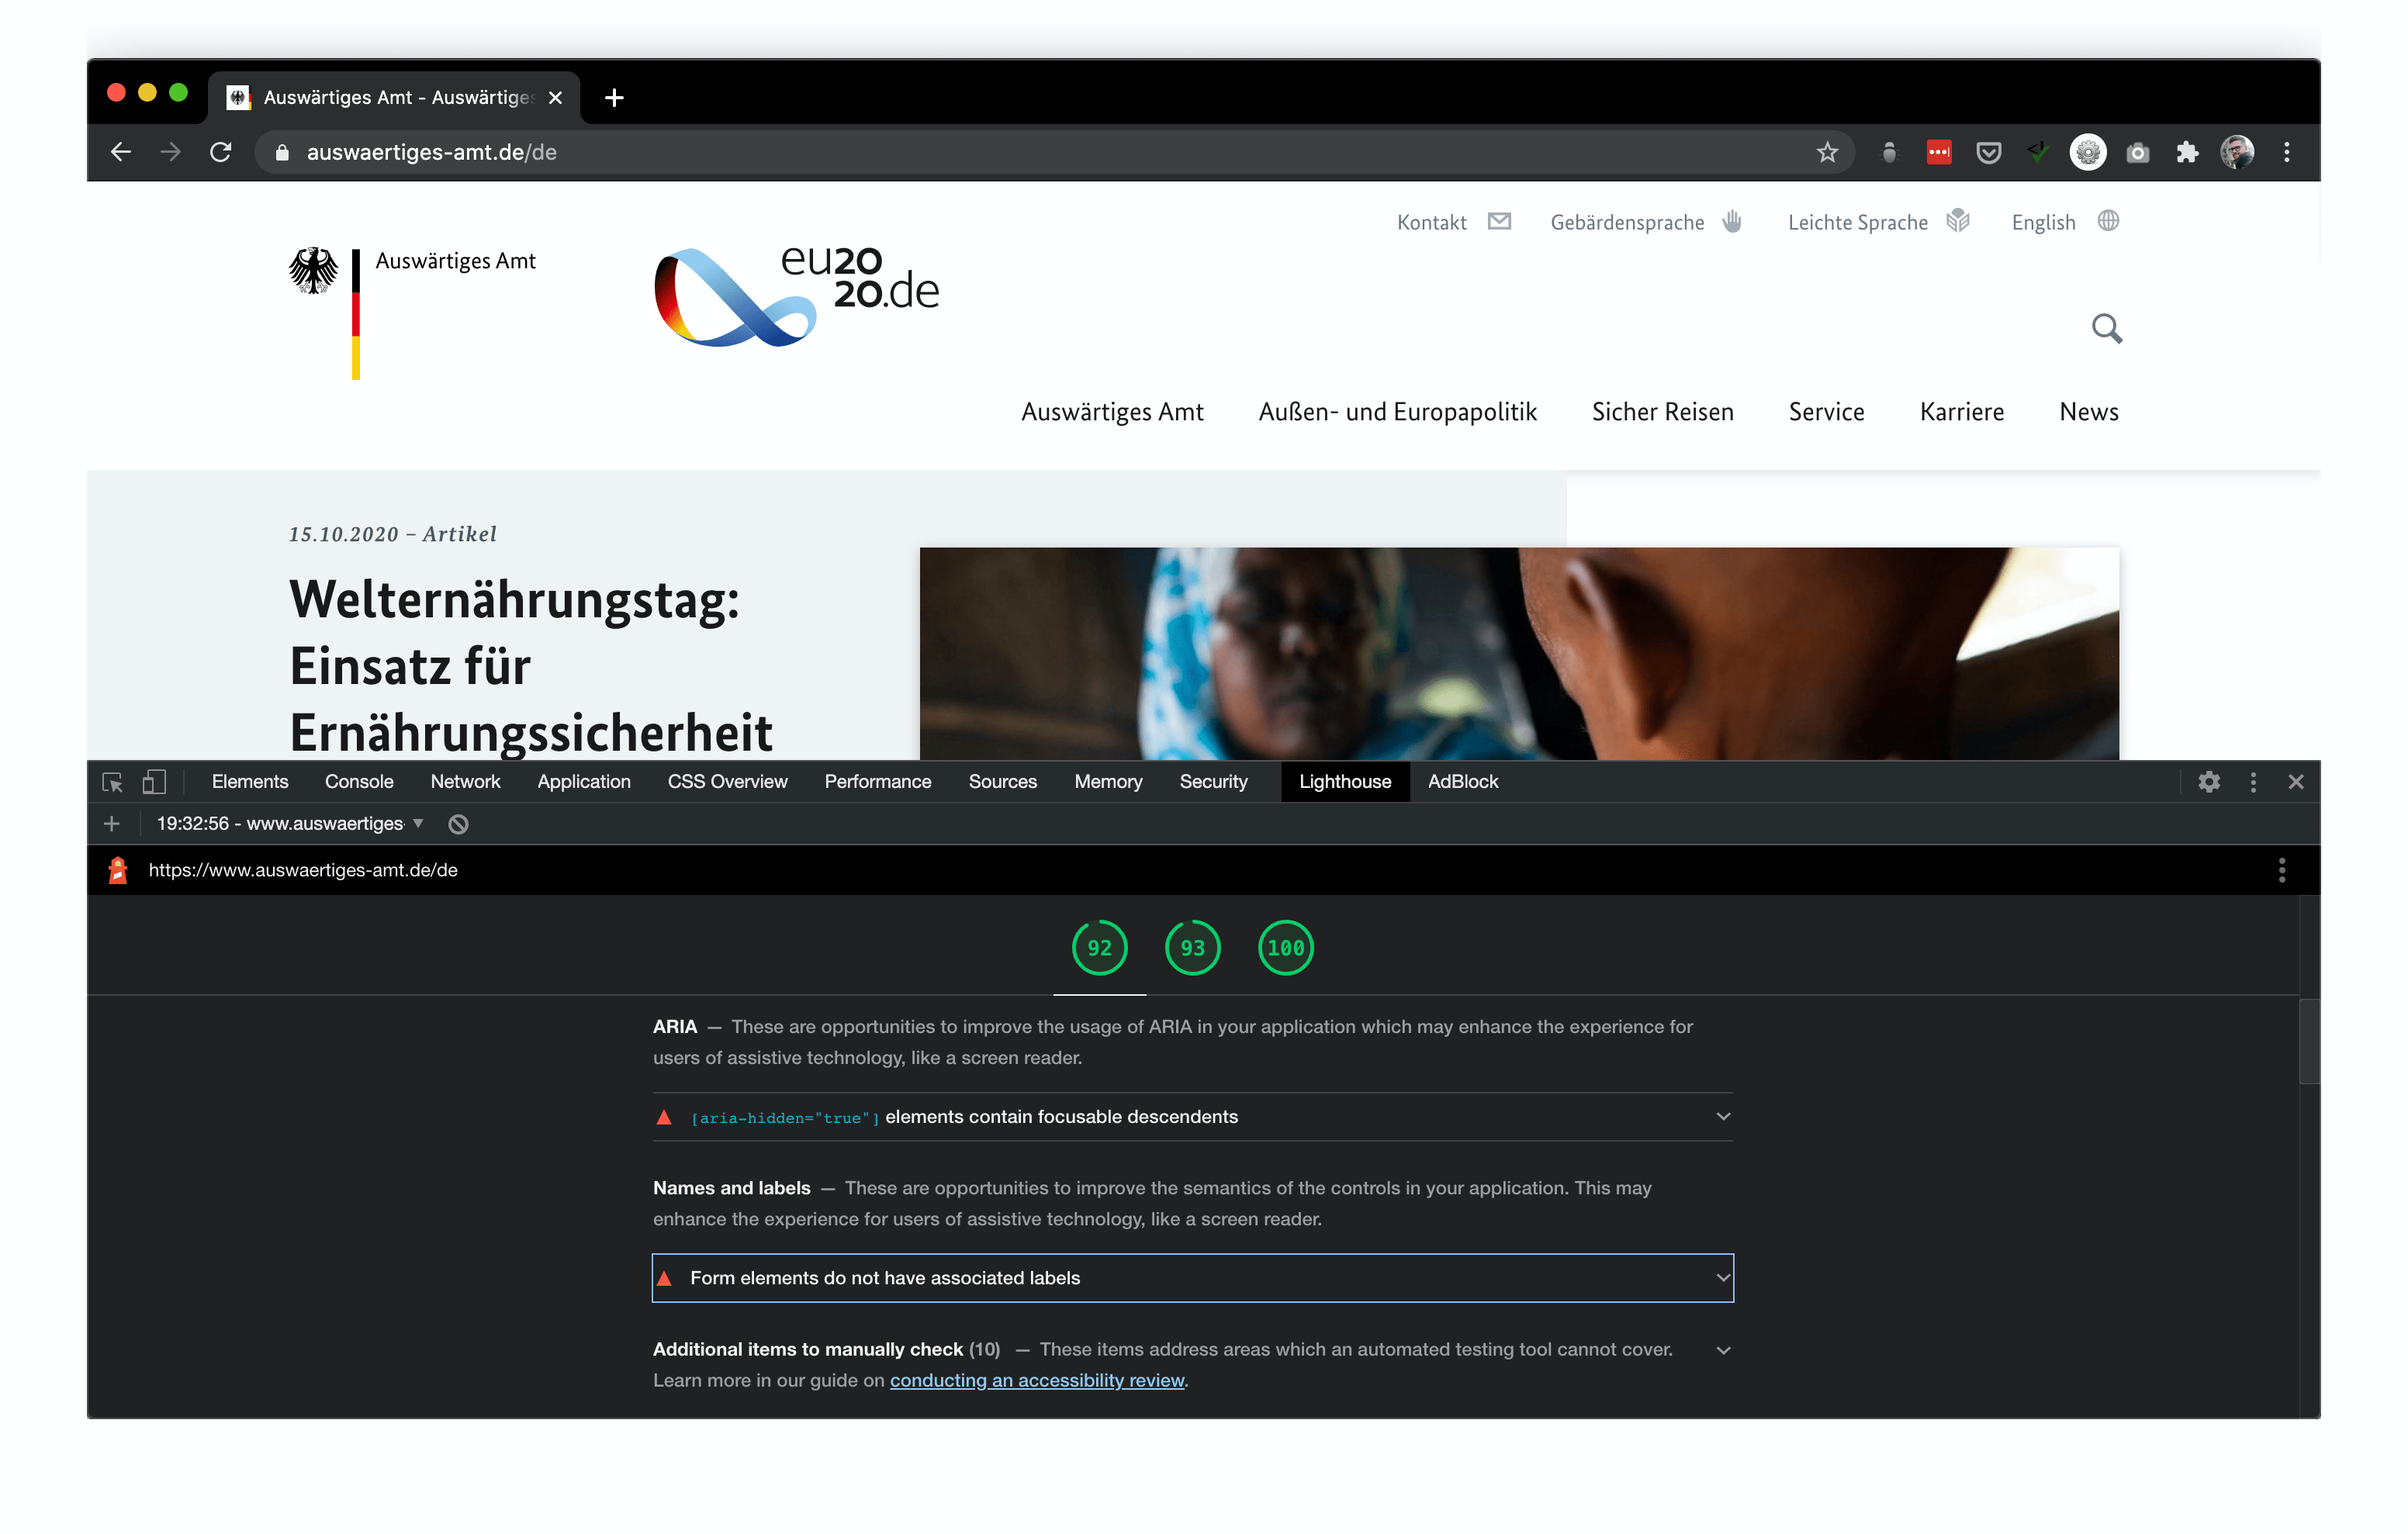 Auswärtiges Amt - Auswärtiges
auswaertiges-amt.de/de
Kontakt Gebärdensprache Leichte Sprache English
Auswärtiges Amt
eu20
20.de
Auswärtiges Amt Außen- und Europapolitik Sicher Reisen Service Karriere News
15.10.2020 – Artikel
Welternährungstag:
Einsatz für
Ernährungssicherheit
Elements Console Network Application CSS Overview Performance Sources Memory Security Lighthouse AdBlock
19:32:56 - www.auswaertiges-
https://www.auswaertiges-amt.de/de
92 93 100
ARIA — These are opportunities to improve the usage of ARIA in your application which may enhance the experience for
users of assistive technology, like a screen reader.
[aria-hidden="true"] elements contain focusable descendents
Names and labels — These are opportunities to improve the semantics of the controls in your application. This may
enhance the experience for users of assistive technology, like a screen reader.
Form elements do not have associated labels
Additional items to manually check (10) — These items address areas which an automated testing tool cannot cover.
Learn more in our guide on conducting an accessibility review.